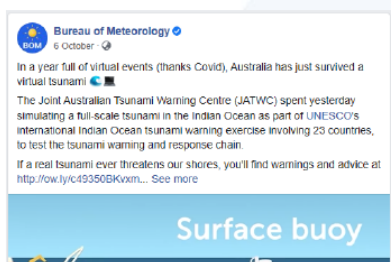 Bureau of Meteorology
BOM
6 October ·
In a year full of virtual events (thanks Covid), Australia has just survived a
virtual tsunami 🌊 💻
The Joint Australian Tsunami Warning Centre (JATWC) spent yesterday
simulating a full-scale tsunami in the Indian Ocean as part of UNESCO's
international Indian Ocean tsunami warning exercise involving 23 countries,
to test the tsunami warning and response chain.
If a real tsunami ever threatens our shores, you'll find warnings and advice at
http://ow.ly/c49350BKvxm... See more
Surface buoy